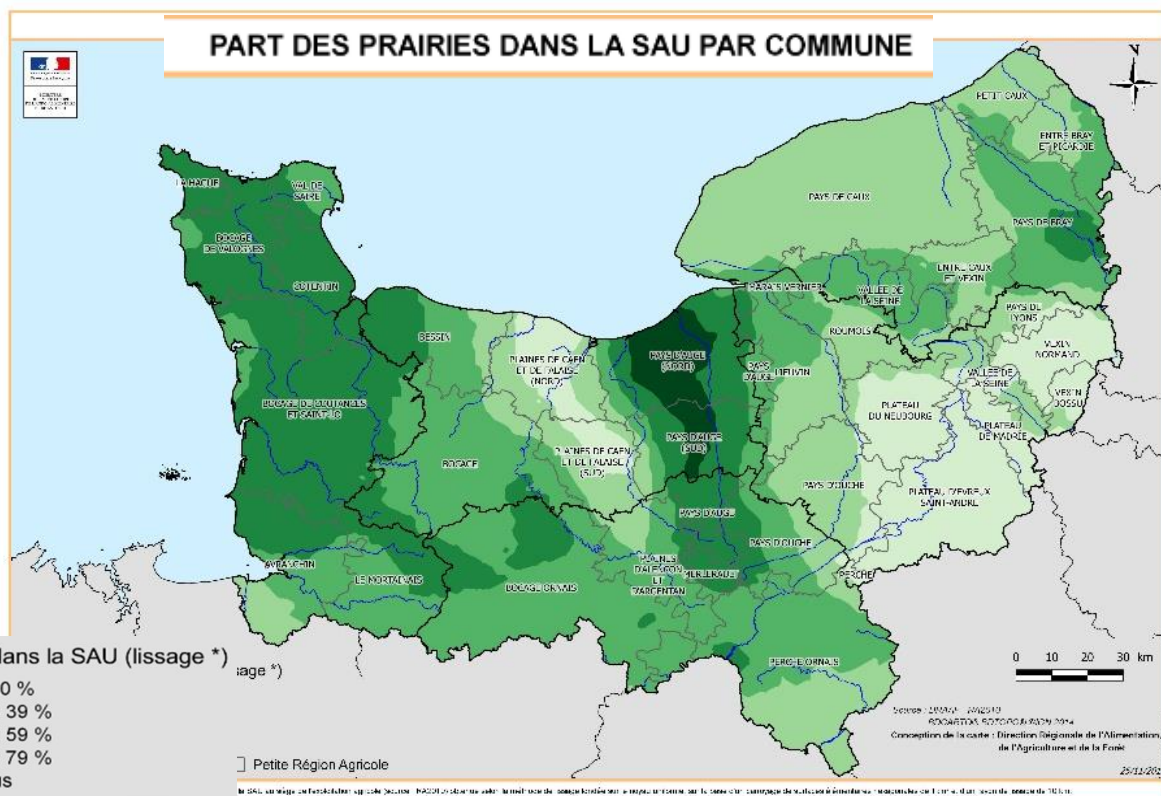 PART DES PRAIRIES DANS LA SAU PAR COMMUNE
N
PETIT CAUX
ENTRE BRAY
ET PICARDIE
PAYS DE CAUX
PAYS DE BRAY
LA HAGUE
VAL DE
SAIRE
BOCAGE
DE VALOGNES
COTENTIN
ENTRE CAUX
ET VEXIN
VALLEE DE
LA SEINE
MARAIS VERNIER
PAYS DE
LYONS
ROUMOIS
VEXIN
NORMAND
BESSIN
PLAINES DE CAEN
ET DE FALAISE
(NORD)
PAYS D'AUGE
(NORD)
PAYS
D'AUGE
LIEUVIN
VALLEE DE
LA SEINE
VEXIN
BOSSU
PLATEAU
DU NEUBOURG
PLATEAU
DE MADRIE
BOCAGE DE COUTANCES
ET SAINT-LO
BOCAGE
PLAINES DE CAEN
ET DE FALAISE
(SUD)
PAYS D'AUGE
(SUD)
PAYS D'OUCHE
PLATEAU D'EVREUX
SAINT-ANDRE
PAYS D'AUGE
PAYS D'OUCHE
AVRANCHIN
LE MORTAINAIS
BOCAGE ORNAIS
PLAINES
D'ALENCON
ET
D'ARGENTAN
MERLERAULT
PERCHE
PERCHE ORNAIS
dans la SAU (lissage *)
sage *)
0 %
39 %
59 %
79 %
Petite Région Agricole
0 10 20 30 km
Conception de la carte : Direction Régionale de l'Alimentation,
de l'Agriculture et de la Forêt